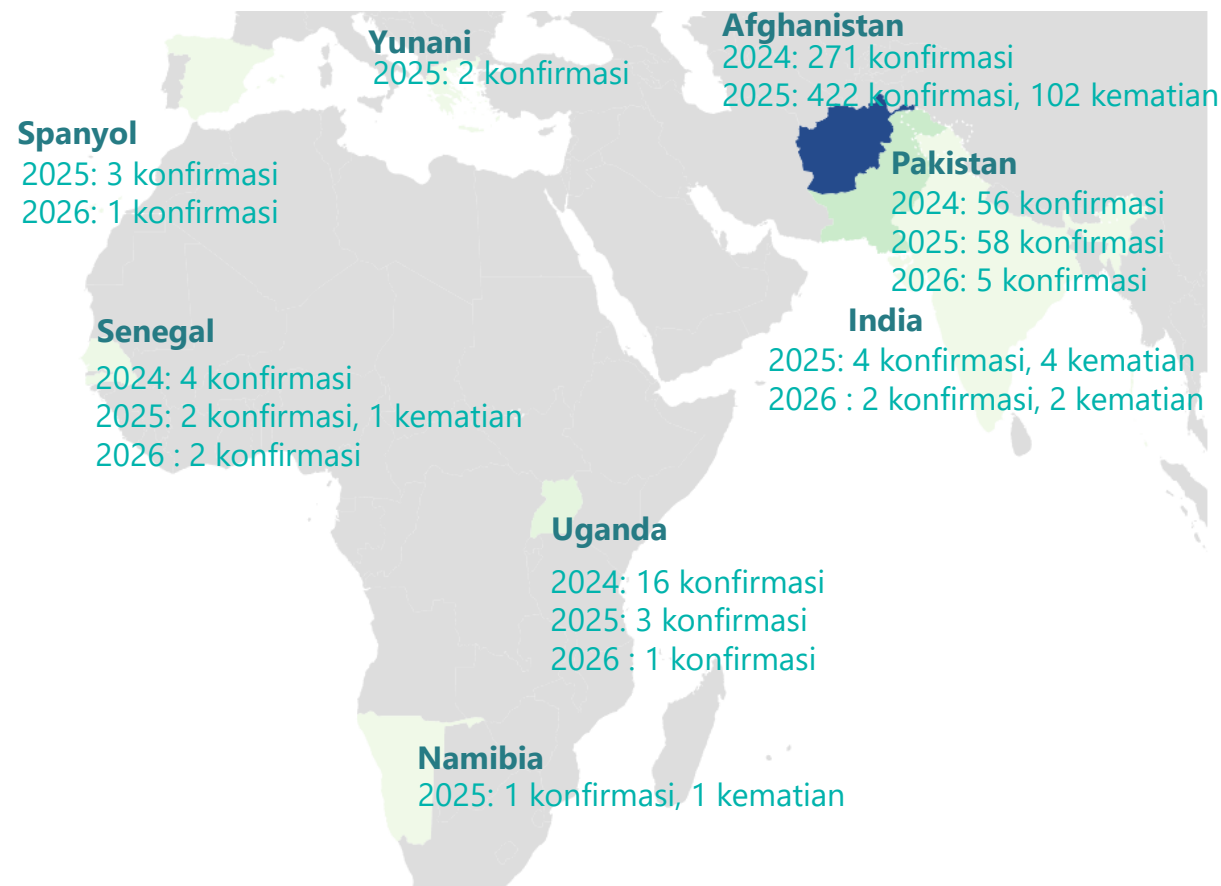 Yunani
2025: 2 konfirmasi
Afghanistan
2024: 271 konfirmasi
2025: 422 konfirmasi, 102 kematian
Spanyol
2025: 3 konfirmasi
2026: 1 konfirmasi
Pakistan
2024: 56 konfirmasi
2025: 58 konfirmasi
2026: 5 konfirmasi
India
2025: 4 konfirmasi, 4 kematian
2026 : 2 konfirmasi, 2 kematian
Senegal
2024: 4 konfirmasi
2025: 2 konfirmasi, 1 kematian
2026 : 2 konfirmasi
Uganda
2024: 16 konfirmasi
2025: 3 konfirmasi
2026 : 1 konfirmasi
Namibia
2025: 1 konfirmasi, 1 kematian